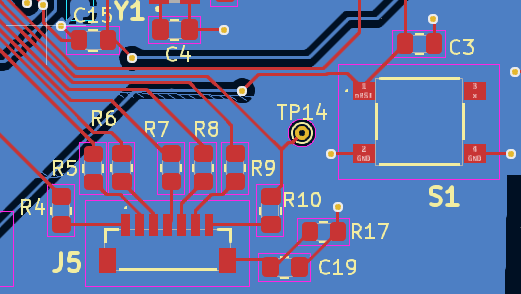 C15
Y1
C4
C3
TP14
1
nRST
3
x
2
GND
4
GND
S1
R6
R7
R8
R5
R9
R4
R10
R17
J5
C19